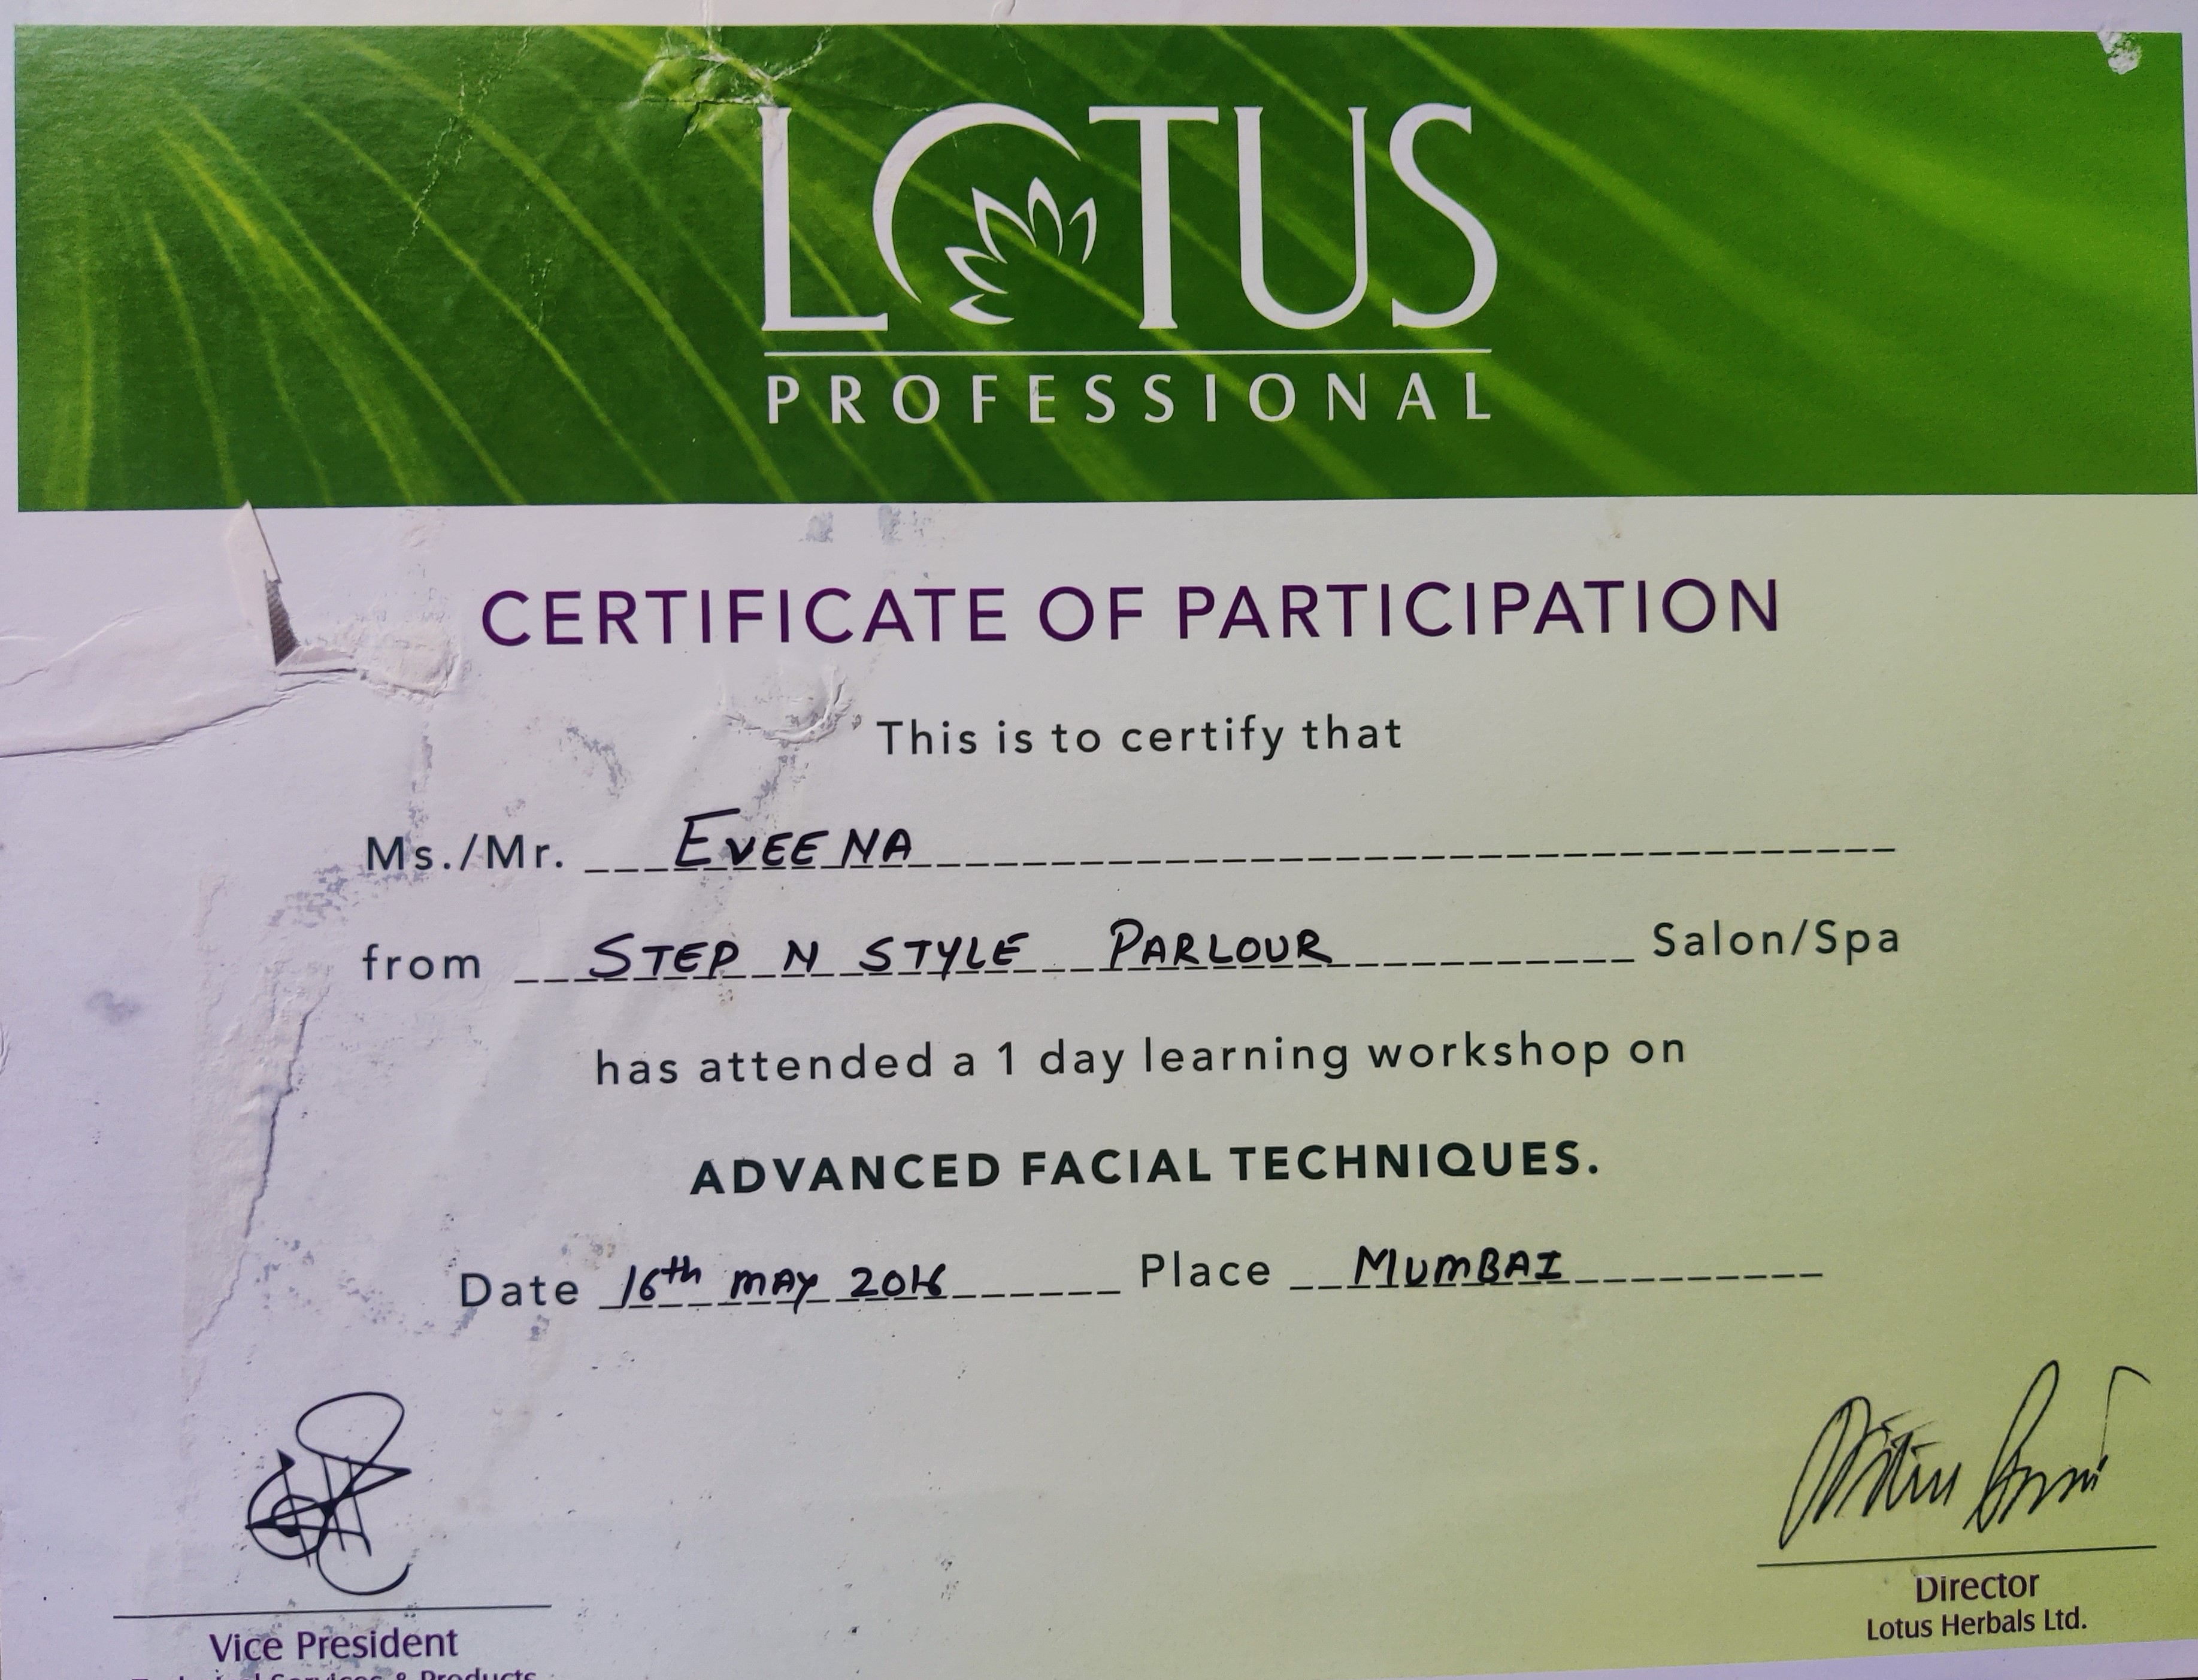 LOTUS
PROFESSIONAL
CERTIFICATE OF PARTICIPATION
This is to certify that
Ms./Mr. EVEENA
from STEP N STYLE PARLOUR Salon/Spa
has attended a 1 day learning workshop on
ADVANCED FACIAL TECHNIQUES.
Date 16th MAY 2016 Place MUMBAI
Vice President
Director
Lotus Herbals Ltd.
Services & Products